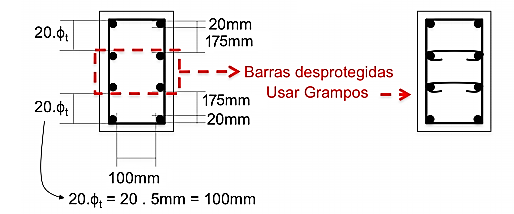 20.ϕt
20mm
175mm
Barras desprotegidas
Usar Grampos
20.ϕt
175mm
20mm
100mm
20.ϕt = 20 . 5mm = 100mm